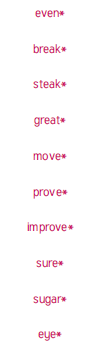 even*
break*
steak*
great*
move*
prove*
improve*
sure*
sugar*
eye*